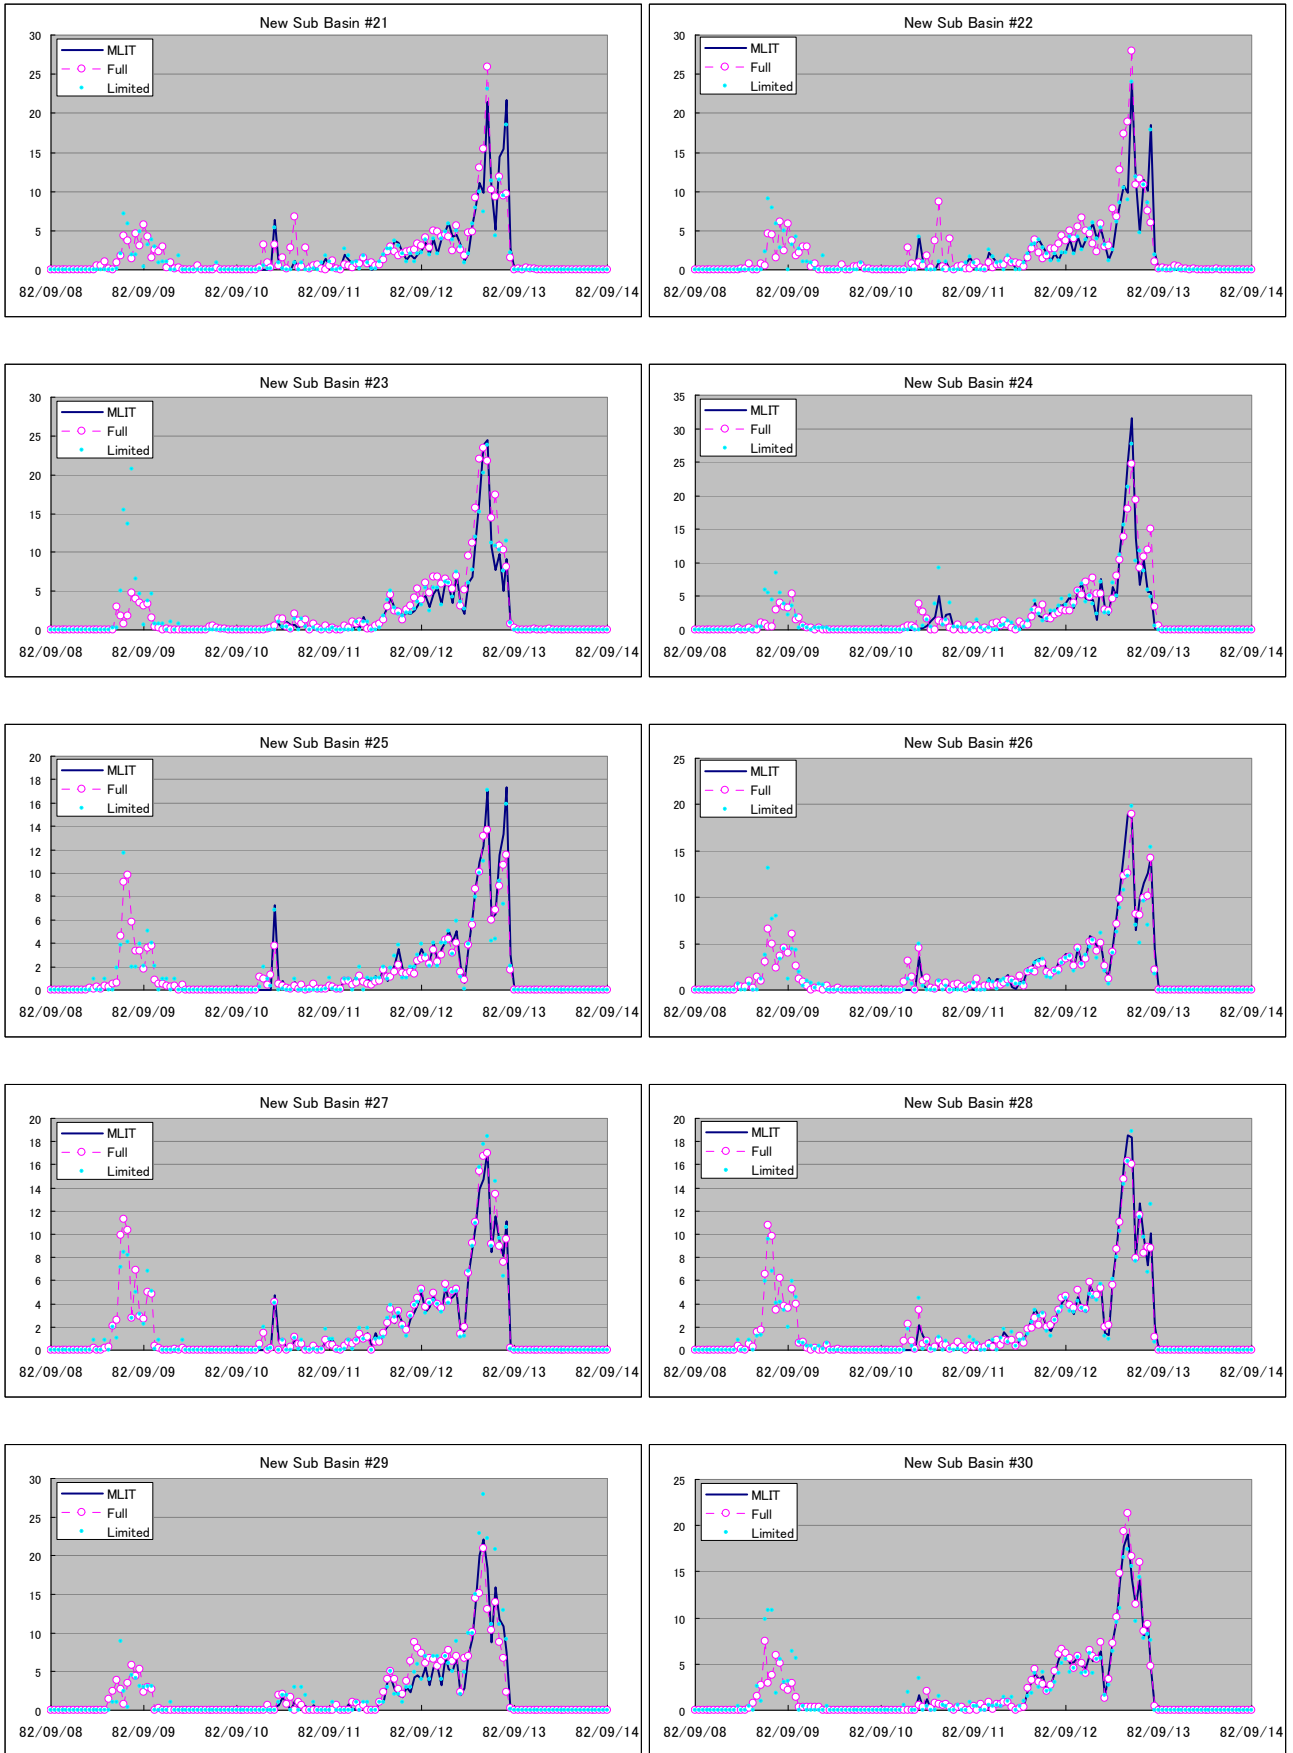 New Sub Basin #21
30
25
20
15
10
5
0
MLIT
Full
Limited
82/09/08 82/09/09 82/09/10 82/09/11 82/09/12 82/09/13 82/09/14
New Sub Basin #22
30
25
20
15
10
5
0
MLIT
Full
Limited
82/09/08 82/09/09 82/09/10 82/09/11 82/09/12 82/09/13 82/09/14
New Sub Basin #23
30
25
20
15
10
5
0
MLIT
Full
Limited
82/09/08 82/09/09 82/09/10 82/09/11 82/09/12 82/09/13 82/09/14
New Sub Basin #24
35
30
25
20
15
10
5
0
MLIT
Full
Limited
82/09/08 82/09/09 82/09/10 82/09/11 82/09/12 82/09/13 82/09/14
New Sub Basin #25
20
18
16
14
12
10
8
6
4
2
0
MLIT
Full
Limited
82/09/08 82/09/09 82/09/10 82/09/11 82/09/12 82/09/13 82/09/14
New Sub Basin #26
25
20
15
10
5
0
MLIT
Full
Limited
82/09/08 82/09/09 82/09/10 82/09/11 82/09/12 82/09/13 82/09/14
New Sub Basin #27
20
18
16
14
12
10
8
6
4
2
0
MLIT
Full
Limited
82/09/08 82/09/09 82/09/10 82/09/11 82/09/12 82/09/13 82/09/14
New Sub Basin #28
20
18
16
14
12
10
8
6
4
2
0
MLIT
Full
Limited
82/09/08 82/09/09 82/09/10 82/09/11 82/09/12 82/09/13 82/09/14
New Sub Basin #29
30
25
20
15
10
5
0
MLIT
Full
Limited
82/09/08 82/09/09 82/09/10 82/09/11 82/09/12 82/09/13 82/09/14
New Sub Basin #30
25
20
15
10
5
0
MLIT
Full
Limited
82/09/08 82/09/09 82/09/10 82/09/11 82/09/12 82/09/13 82/09/14